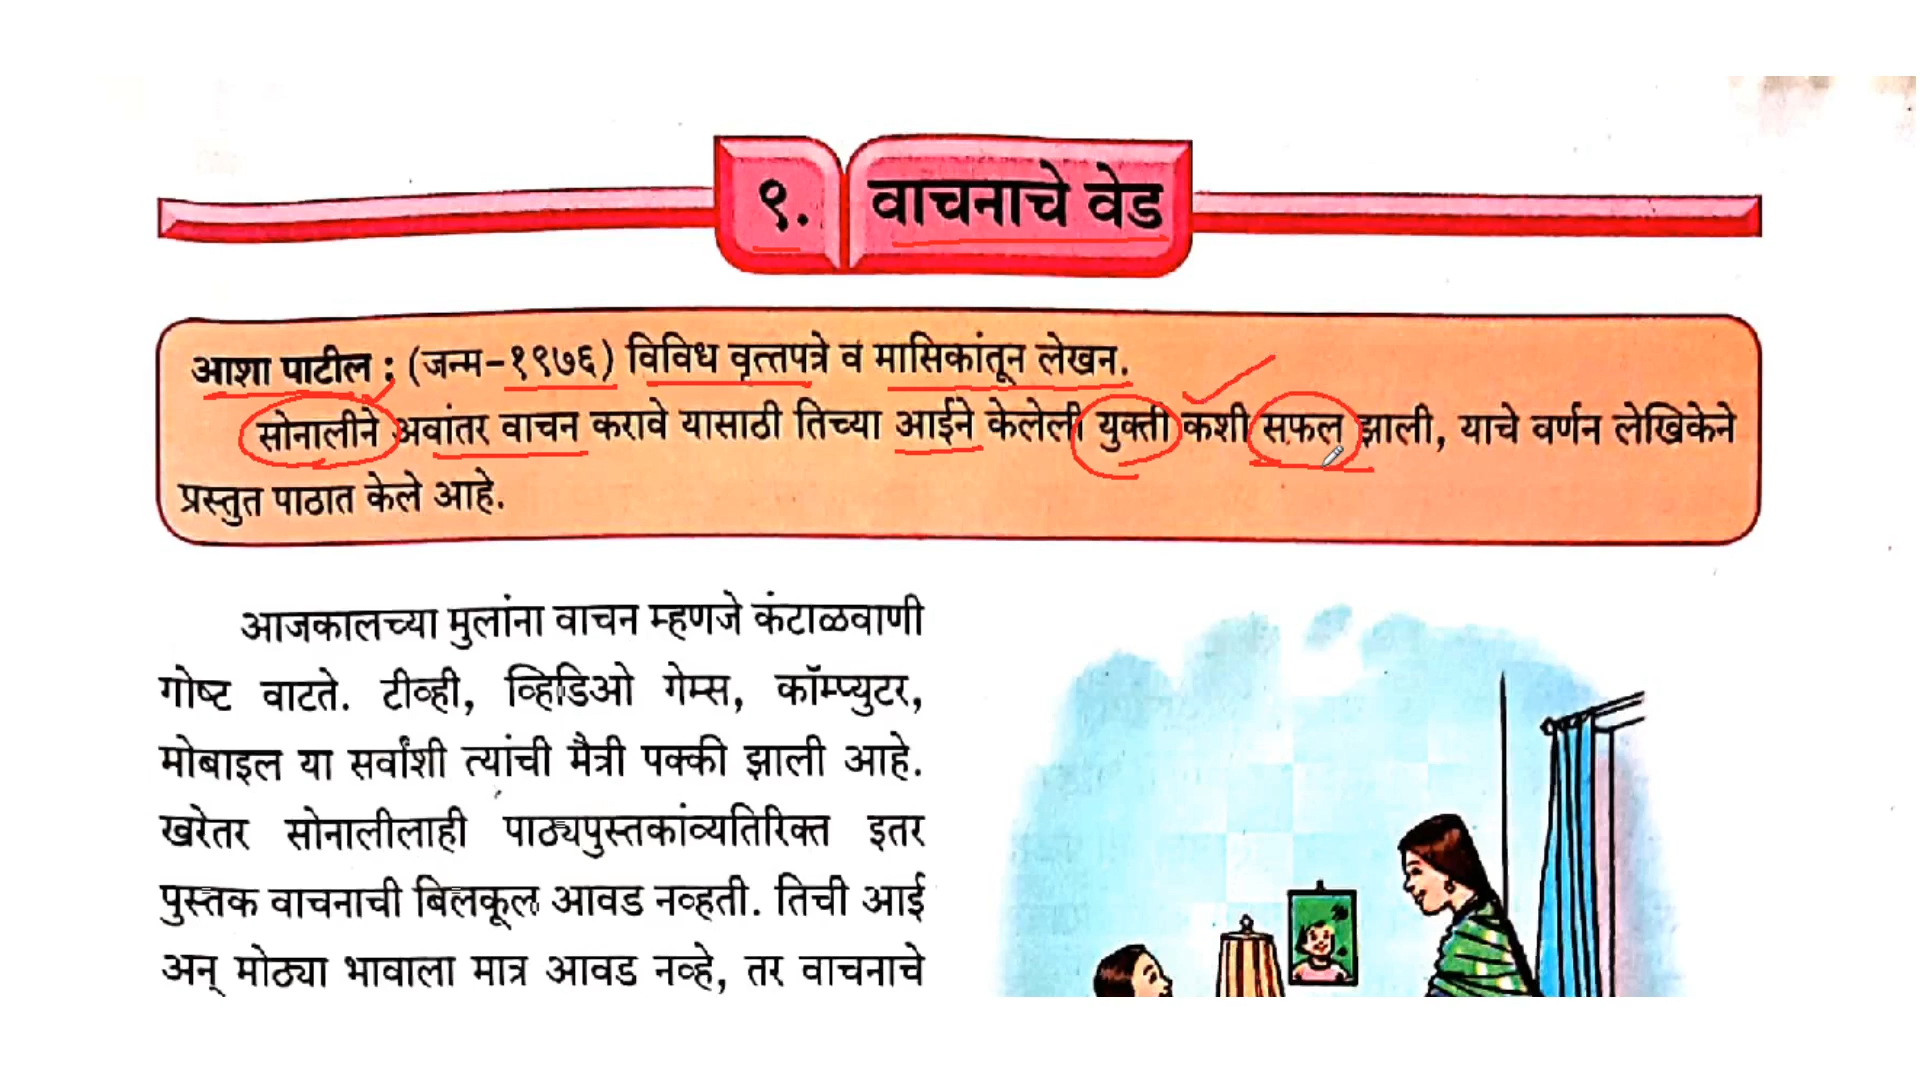 ९. वाचनाचे वेड
आशा पाटील : (जन्म-१९७६) विविध वृत्तपत्रे व मासिकांतून लेखन.
सोनालीने अवांतर वाचन करावे यासाठी तिच्या आईने केलेली युक्ती कशी सफल झाली, याचे वर्णन लेखिकेने
प्रस्तुत पाठात केले आहे.
आजकालच्या मुलांना वाचन म्हणजे कंटाळवाणी
गोष्ट वाटते. टीव्ही, व्हिडिओ गेम्स, कॉम्प्युटर,
मोबाइल या सर्वांशी त्यांची मैत्री पक्की झाली आहे.
खरेतर सोनालीलाही पाठ्यपुस्तकांव्यतिरिक्त इतर
पुस्तक वाचनाची बिलकूल आवड नव्हती. तिची आई
अन् मोठ्या भावाला मात्र आवड नव्हे, तर वाचनाचे